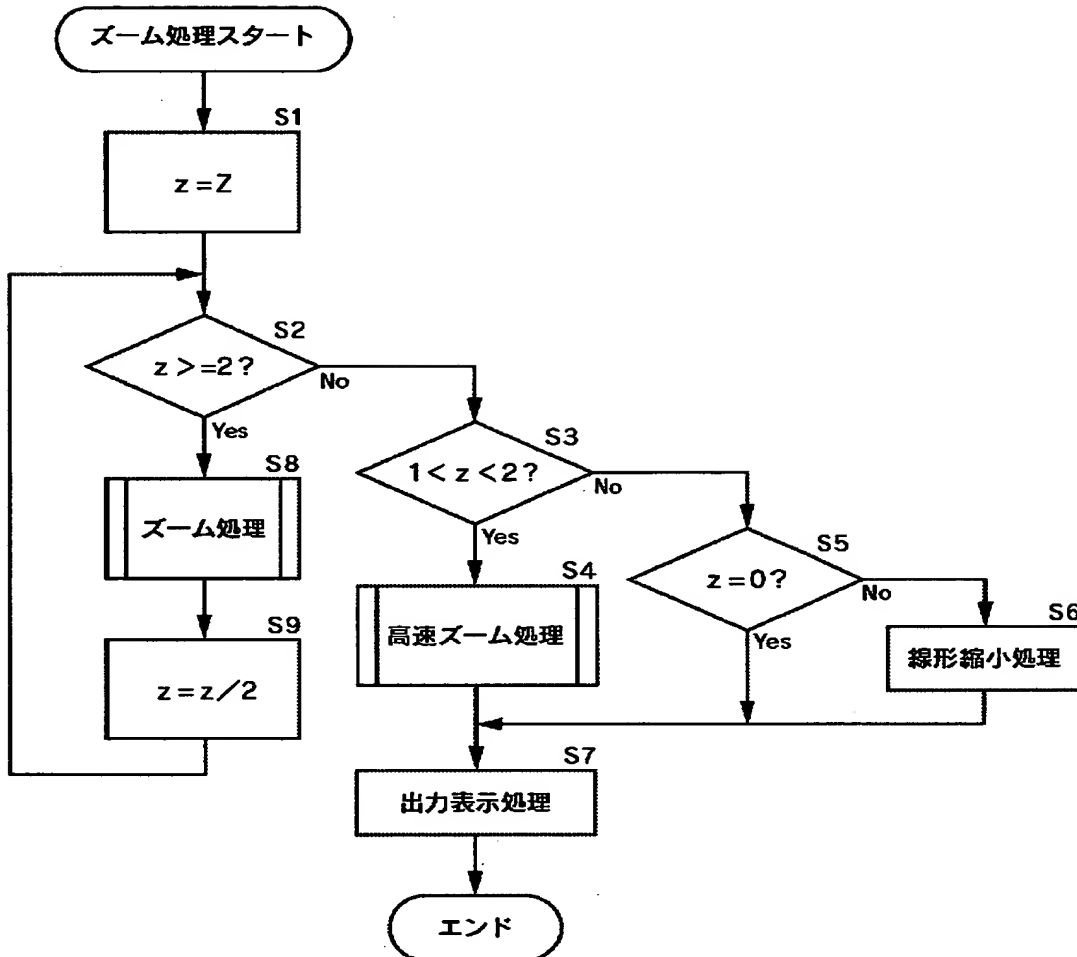 ズーム処理スタート
S1
z=Z
S2
z>=2?
No
Yes
S3
1<z<2?
No
Yes
S8
ズーム処理
S9
z=z/2
S4
高速ズーム処理
S5
z=0?
No
Yes
S6
線形縮小処理
S7
出力表示処理
エンド